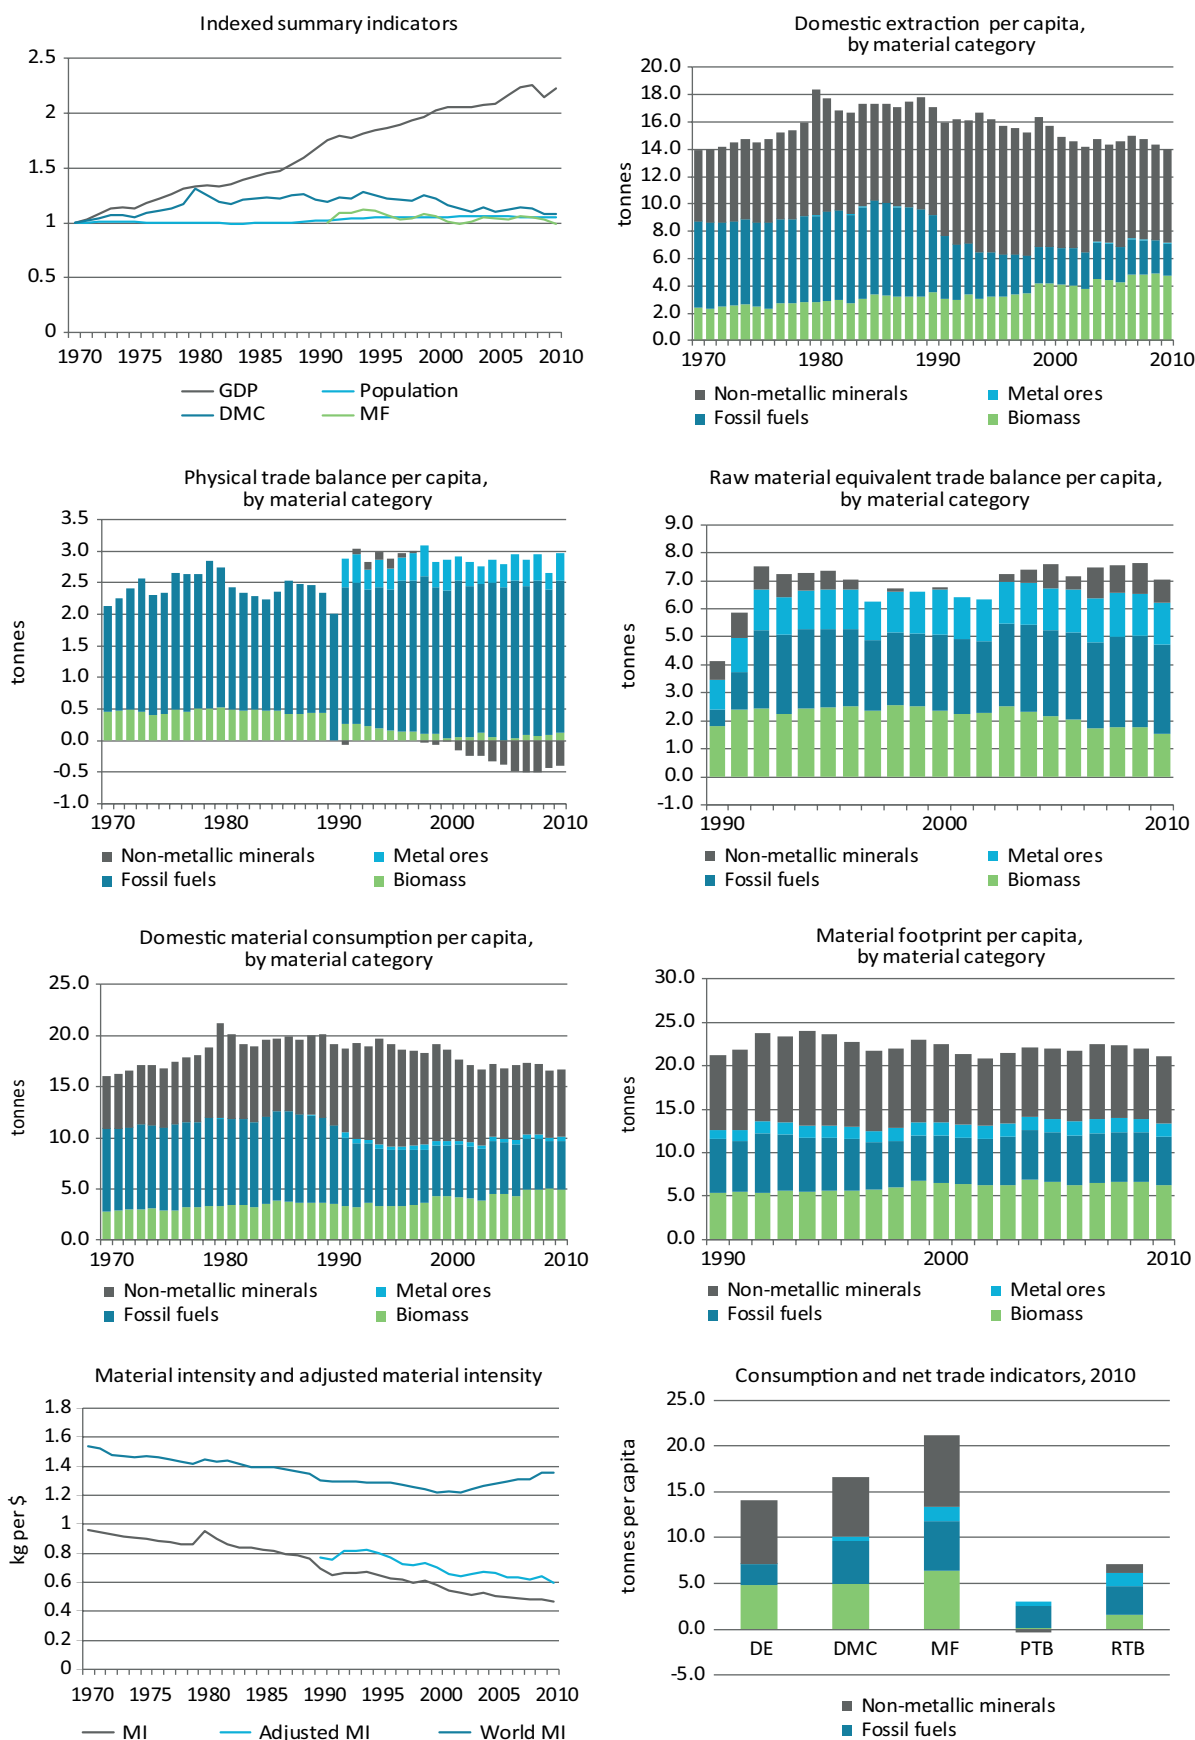 Indexed summary indicators
2.5
2
1.5
1
0.5
0
1970 1975 1980 1985 1990 1995 2000 2005 2010
GDP Population
DMC MF
Domestic extraction per capita,
by material category
tonnes
20.0
18.0
16.0
14.0
12.0
10.0
8.0
6.0
4.0
2.0
0.0
1970 1980 1990 2000 2010
Non-metallic minerals Metal ores
Fossil fuels Biomass
Physical trade balance per capita,
by material category
tonnes
3.5
3.0
2.5
2.0
1.5
1.0
0.5
0.0
-0.5
-1.0
1970 1980 1990 2000 2010
Non-metallic minerals Metal ores
Fossil fuels Biomass
Raw material equivalent trade balance per capita,
by material category
tonnes
9.0
8.0
7.0
6.0
5.0
4.0
3.0
2.0
1.0
0.0
-1.0
1990 2000 2010
Non-metallic minerals Metal ores
Fossil fuels Biomass
Domestic material consumption per capita,
by material category
tonnes
25.0
20.0
15.0
10.0
5.0
0.0
1970 1980 1990 2000 2010
Non-metallic minerals Metal ores
Fossil fuels Biomass
Material footprint per capita,
by material category
tonnes
30.0
25.0
20.0
15.0
10.0
5.0
0.0
1990 2000 2010
Non-metallic minerals Metal ores
Fossil fuels Biomass
Material intensity and adjusted material intensity
kg per $
1.8
1.6
1.4
1.2
1
0.8
0.6
0.4
0.2
0
1970 1975 1980 1985 1990 1995 2000 2005 2010
MI Adjusted MI World MI
Consumption and net trade indicators, 2010
tonnes per capita
25.0
20.0
15.0
10.0
5.0
0.0
-5.0
DE DMC MF PTB RTB
Non-metallic minerals
Fossil fuels